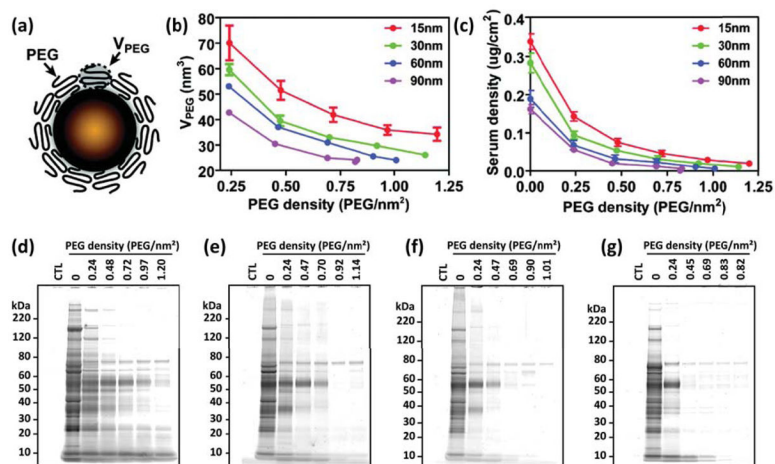 (a)
PEG
VPEG
(b)
VPEG (nm³)
80
70
60
50
40
30
20
0.25
0.50
0.75
1.00
1.25
PEG density (PEG/nm²)
15nm
30nm
60nm
90nm
(c)
Serum density (ug/cm²)
0.4
0.3
0.2
0.1
0.0
0.00
0.25
0.50
0.75
1.00
1.25
PEG density (PEG/nm²)
15nm
30nm
60nm
90nm
(d)
PEG density (PEG/nm²)
CTL 0 0.24 0.48 0.72 0.97 1.20
kDa
220
120
80
60
50
40
30
20
10
(e)
PEG density (PEG/nm²)
CTL 0 0.24 0.47 0.70 0.92 1.14
kDa
220
120
80
60
50
40
30
20
10
(f)
PEG density (PEG/nm²)
CTL 0 0.24 0.47 0.69 0.90 1.01
kDa
220
120
80
60
50
40
30
20
10
(g)
PEG density (PEG/nm²)
CTL 0 0.24 0.45 0.69 0.83 0.82
kDa
220
120
80
60
50
40
30
20
10